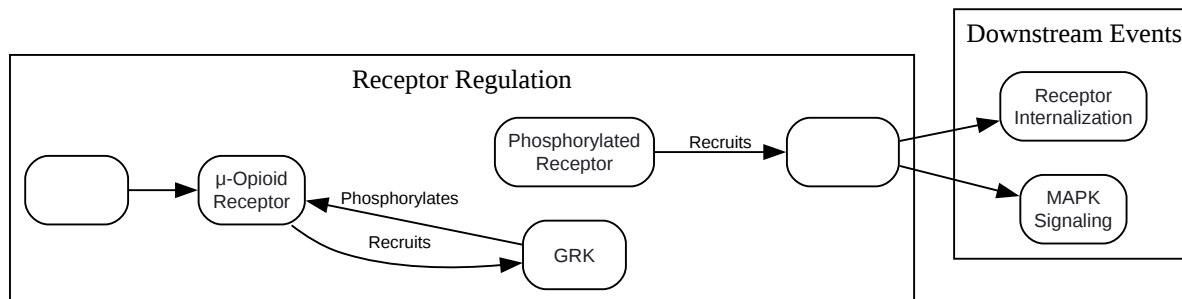 Downstream Events
Receptor Regulation
Receptor
Internalization
Phosphorylated
Receptor
Recruits
μ-Opioid
Receptor
Phosphorylates
MAPK
Signaling
Recruits
GRK